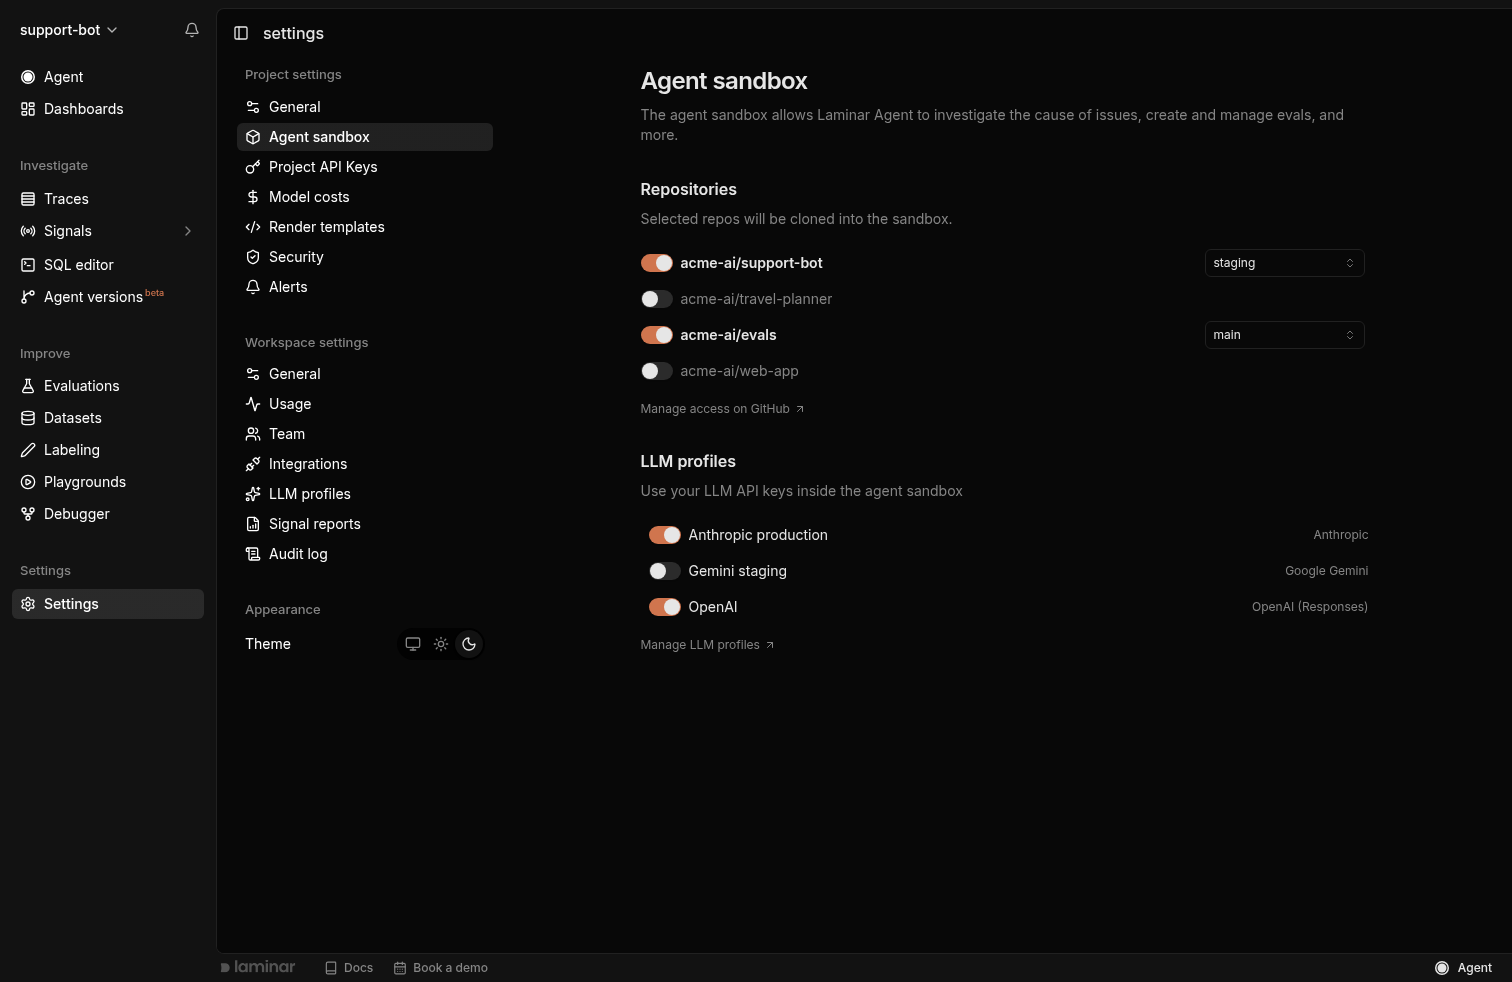 support-bot
Agent
Dashboards
Investigate
Traces
Signals
SQL editor
Agent versions beta
Improve
Evaluations
Datasets
Labeling
Playgrounds
Debugger
Settings
Settings
settings
Project settings
General
Agent sandbox
Project API Keys
Model costs
Render templates
Security
Alerts
Workspace settings
General
Usage
Team
Integrations
LLM profiles
Signal reports
Audit log
Appearance
Theme
Agent sandbox
The agent sandbox allows Laminar Agent to investigate the cause of issues, create and manage evals, and
more.
Repositories
Selected repos will be cloned into the sandbox.
acme-ai/support-bot staging
acme-ai/travel-planner
acme-ai/evals main
acme-ai/web-app
Manage access on GitHub
LLM profiles
Use your LLM API keys inside the agent sandbox
Anthropic production Anthropic
Gemini staging Google Gemini
OpenAI OpenAI (Responses)
Manage LLM profiles
laminar Docs Book a demo Agent